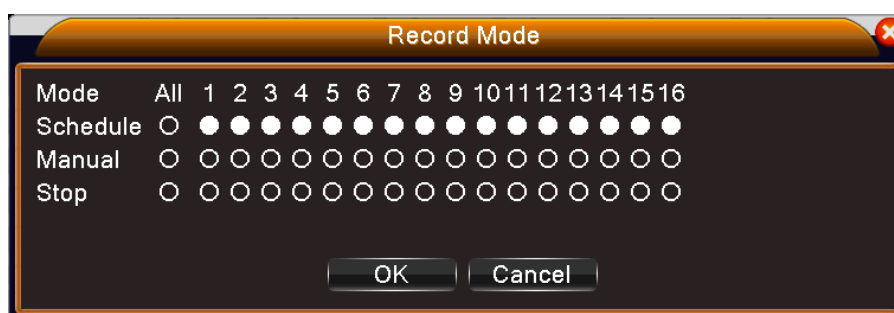 Record Mode
Mode All 1 2 3 4 5 6 7 8 9 10 11 12 13 14 15 16
Schedule
Manual
Stop
OK Cancel